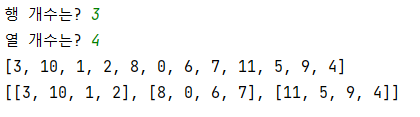 행 개수는? 3
열 개수는? 4
[3, 10, 1, 2, 8, 0, 6, 7, 11, 5, 9, 4]
[[3, 10, 1, 2], [8, 0, 6, 7], [11, 5, 9, 4]]